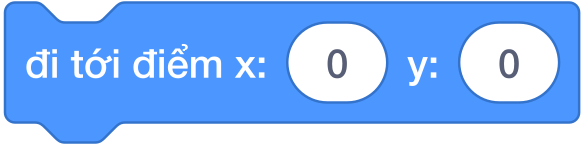 đi tới điểm x: 0 y: 0